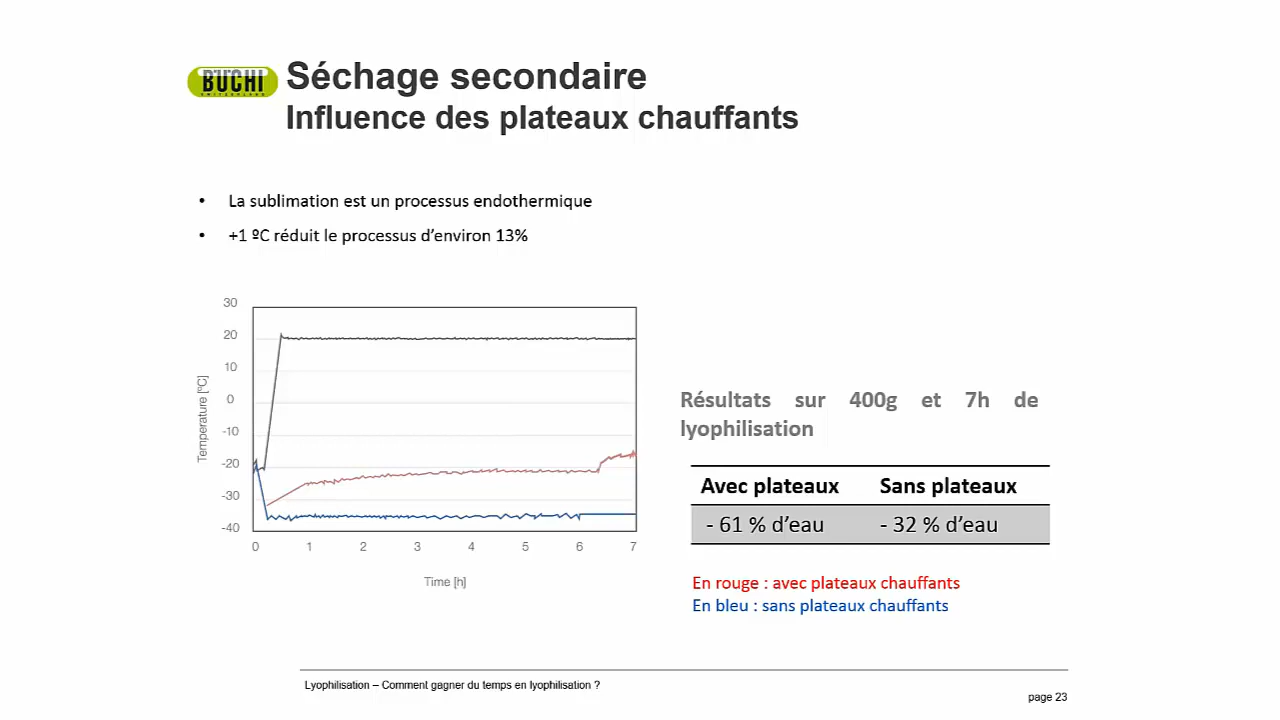 BÜCHI
SWITZERLAND
Séchage secondaire
Influence des plateaux chauffants
• La sublimation est un processus endothermique
• +1 ºC réduit le processus d’environ 13%
30
20
10
0
-10
-20
-30
-40
Temperature [ºC]
0 1 2 3 4 5 6 7
Time [h]
Résultats sur 400g et 7h de
lyophilisation
Avec plateaux Sans plateaux
- 61 % d’eau - 32 % d’eau
En rouge : avec plateaux chauffants
En bleu : sans plateaux chauffants
Lyophilisation – Comment gagner du temps en lyophilisation ?
page 23